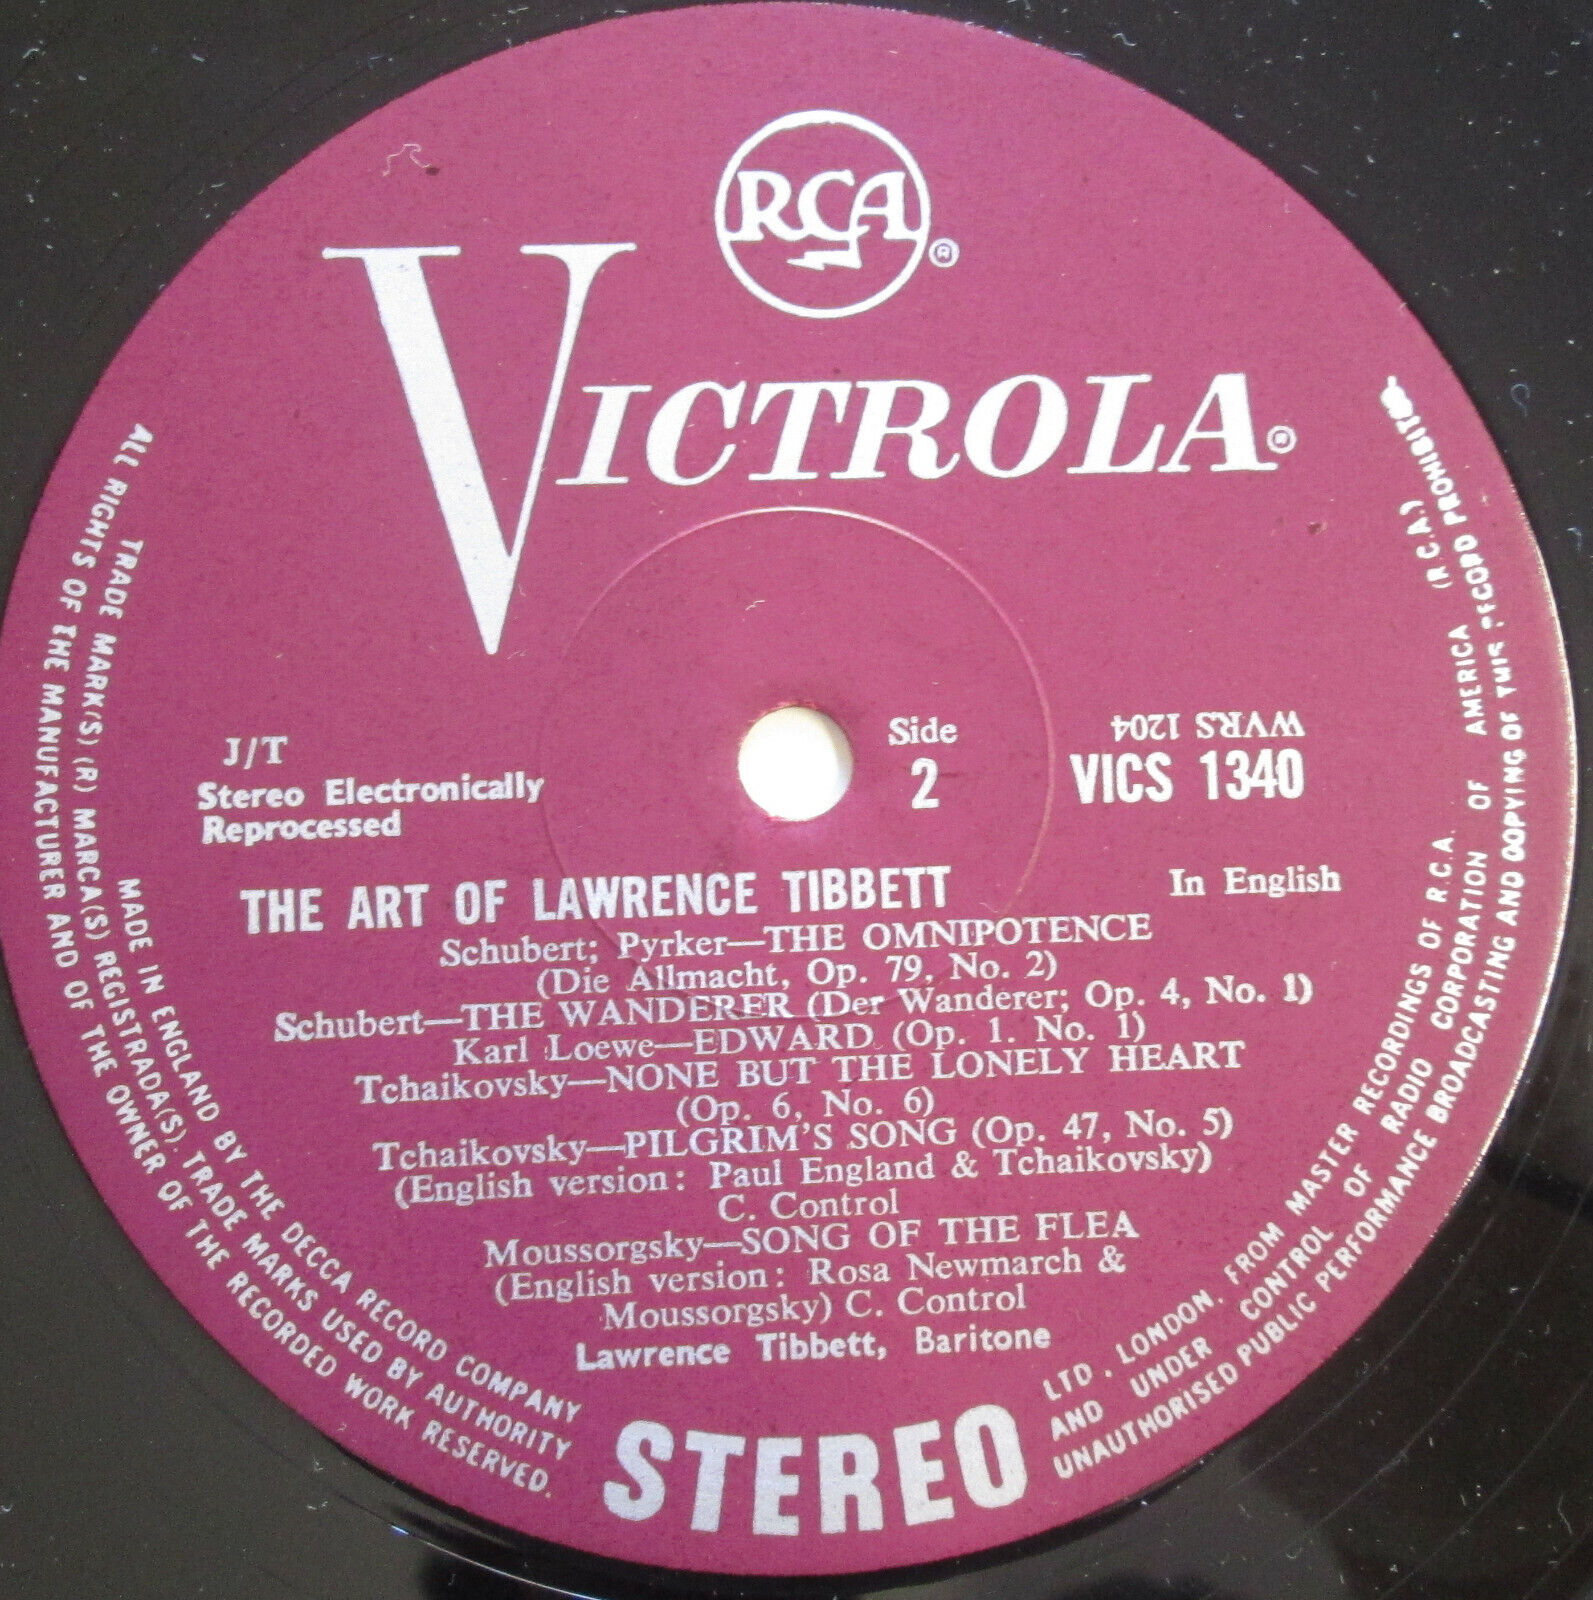 RCA
®
VICTROLA®
J/T
Stereo Electronically
Reprocessed
Side
2
WVRS 1204
VICS 1340
THE ART OF LAWRENCE TIBBETT
In English
Schubert; Pyrker—THE OMNIPOTENCE
(Die Allmacht, Op. 79, No. 2)
Schubert—THE WANDERER (Der Wanderer; Op. 4, No. 1)
Karl Loewe—EDWARD (Op. 1. No. 1)
Tchaikovsky—NONE BUT THE LONELY HEART
(Op. 6, No. 6)
Tchaikovsky—PILGRIM'S SONG (Op. 47, No. 5)
(English version: Paul England & Tchaikovsky)
C. Control
Moussorgsky—SONG OF THE FLEA
(English version: Rosa Newmarch &
Moussorgsky) C. Control
Lawrence Tibbett, Baritone
STEREO
MADE IN ENGLAND BY THE DECCA RECORD COMPANY
LTD., LONDON. FROM MASTER RECORDINGS OF R.C.A.
TRADE MARK(S) (R) MARCA(S) REGISTRADA(S). TRADE MARKS USED BY AUTHORITY
AND UNDER CONTROL OF RADIO CORPORATION OF AMERICA (R.C.A.)
ALL RIGHTS OF THE MANUFACTURER AND OF THE OWNER OF THE RECORDED WORK RESERVED.
UNAUTHORISED PUBLIC PERFORMANCE BROADCASTING AND COPYING OF THIS RECORD PROHIBITED